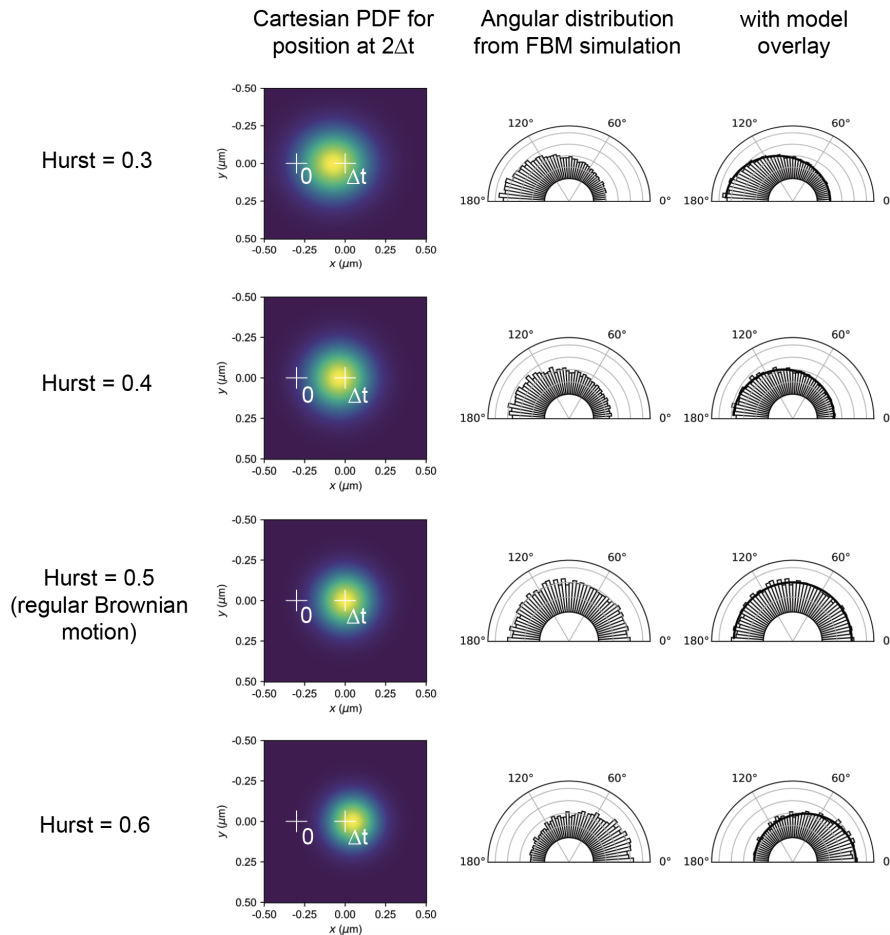 Cartesian PDF for
position at 2Δt
Angular distribution
from FBM simulation
with model
overlay
Hurst = 0.3
-0.50
-0.25
0.00
0.25
0.50
y (μm)
0
Δt
-0.50 -0.25 0.00 0.25 0.50
x (μm)
120° 60°
180° 0°
120° 60°
180° 0
Hurst = 0.4
-0.50
-0.25
0.00
0.25
0.50
y (μm)
0
Δt
-0.50 -0.25 0.00 0.25 0.50
x (μm)
120° 60°
180° 0°
120° 60°
180° 0
Hurst = 0.5
(regular Brownian
motion)
-0.50
-0.25
0.00
0.25
0.50
y (μm)
0
Δt
-0.50 -0.25 0.00 0.25 0.50
x (μm)
120° 60°
180° 0°
120° 60°
180° 0
Hurst = 0.6
-0.50
-0.25
0.00
0.25
0.50
y (μm)
0
Δt
-0.50 -0.25 0.00 0.25 0.50
x (μm)
120° 60°
180° 0°
120° 60°
180° 0